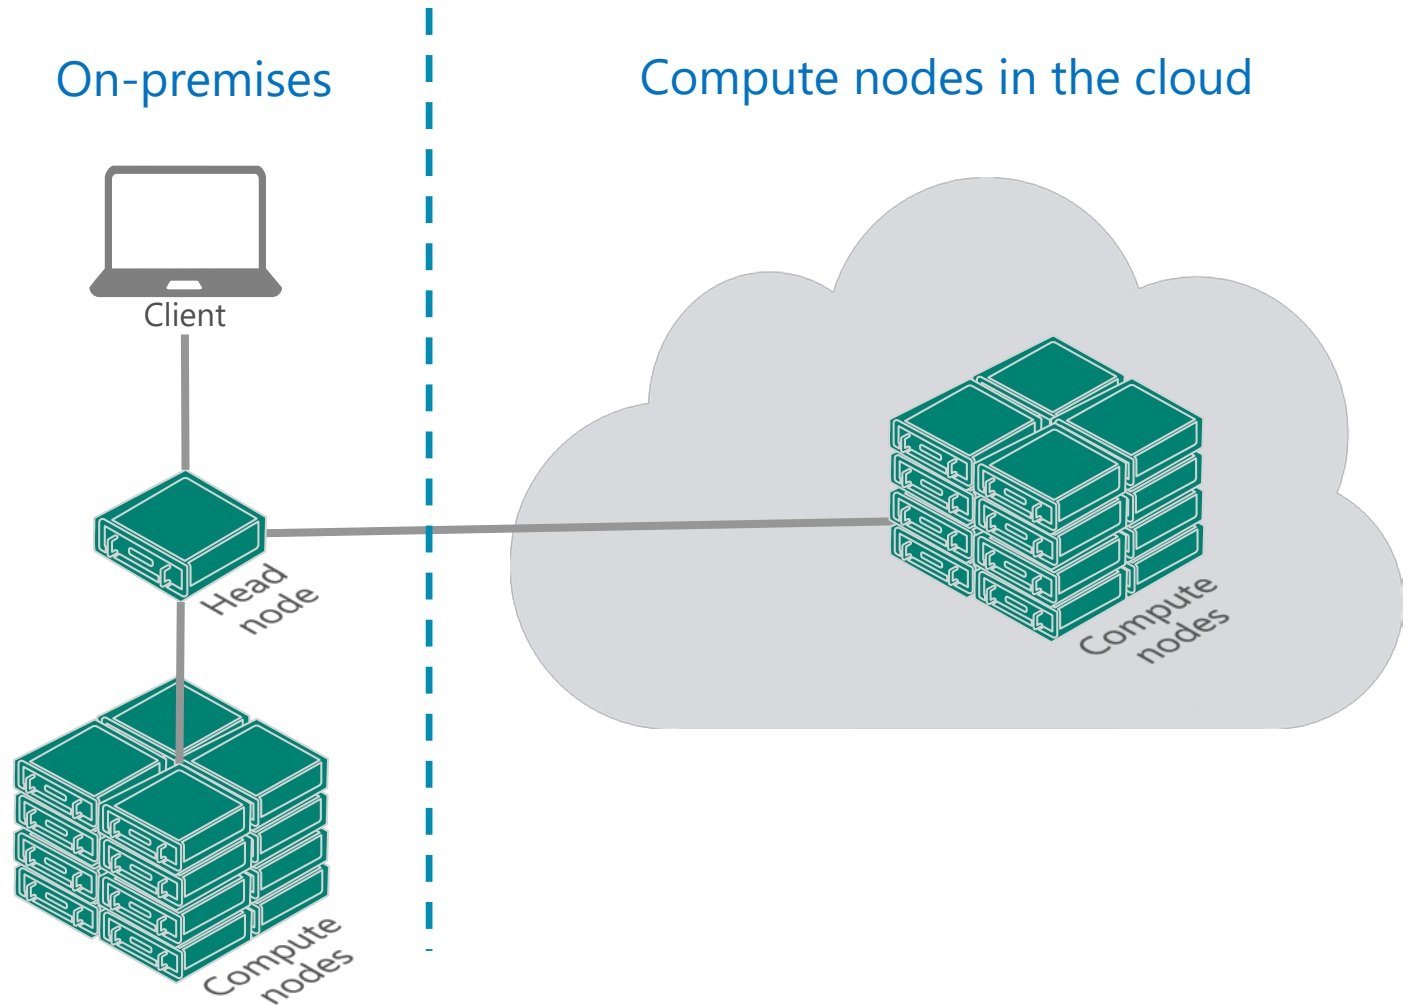 On-premises
Compute nodes in the cloud
Client
Head
node
Compute
nodes
Compute
nodes